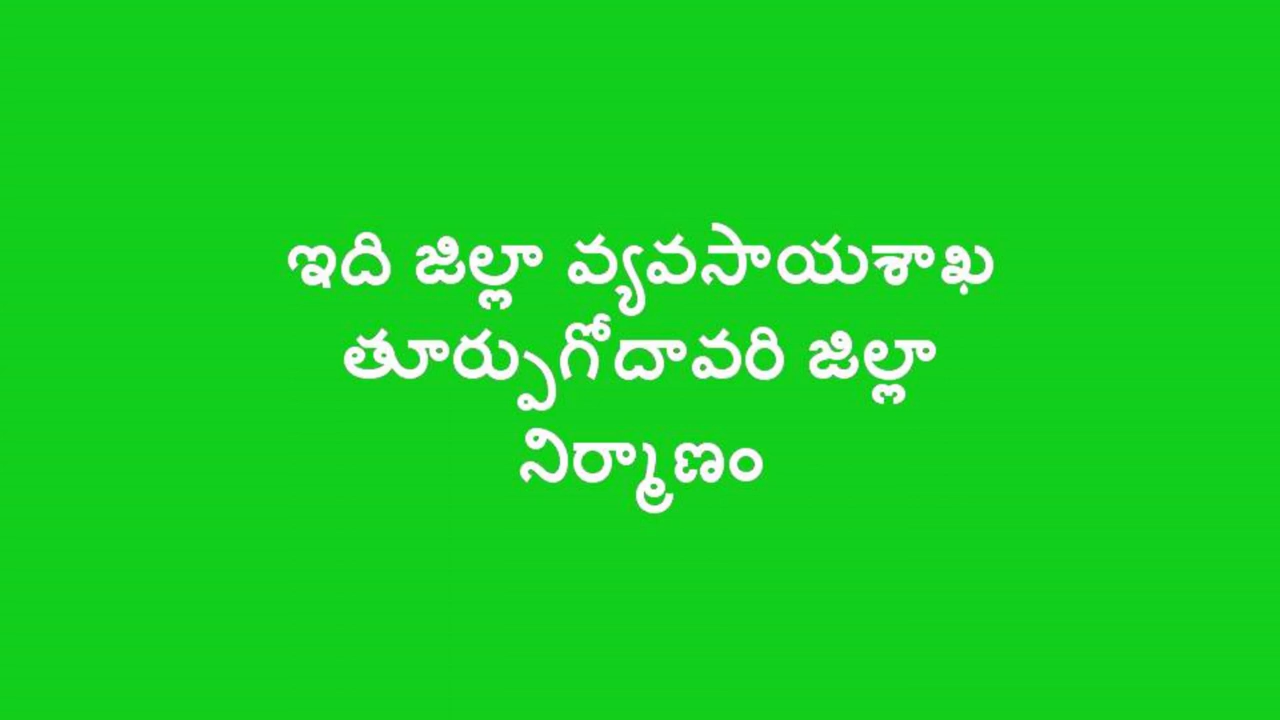 ఇది జిల్లా వ్యవసాయశాఖ
తూర్పుగోదావరి జిల్లా
నిర్మాణం